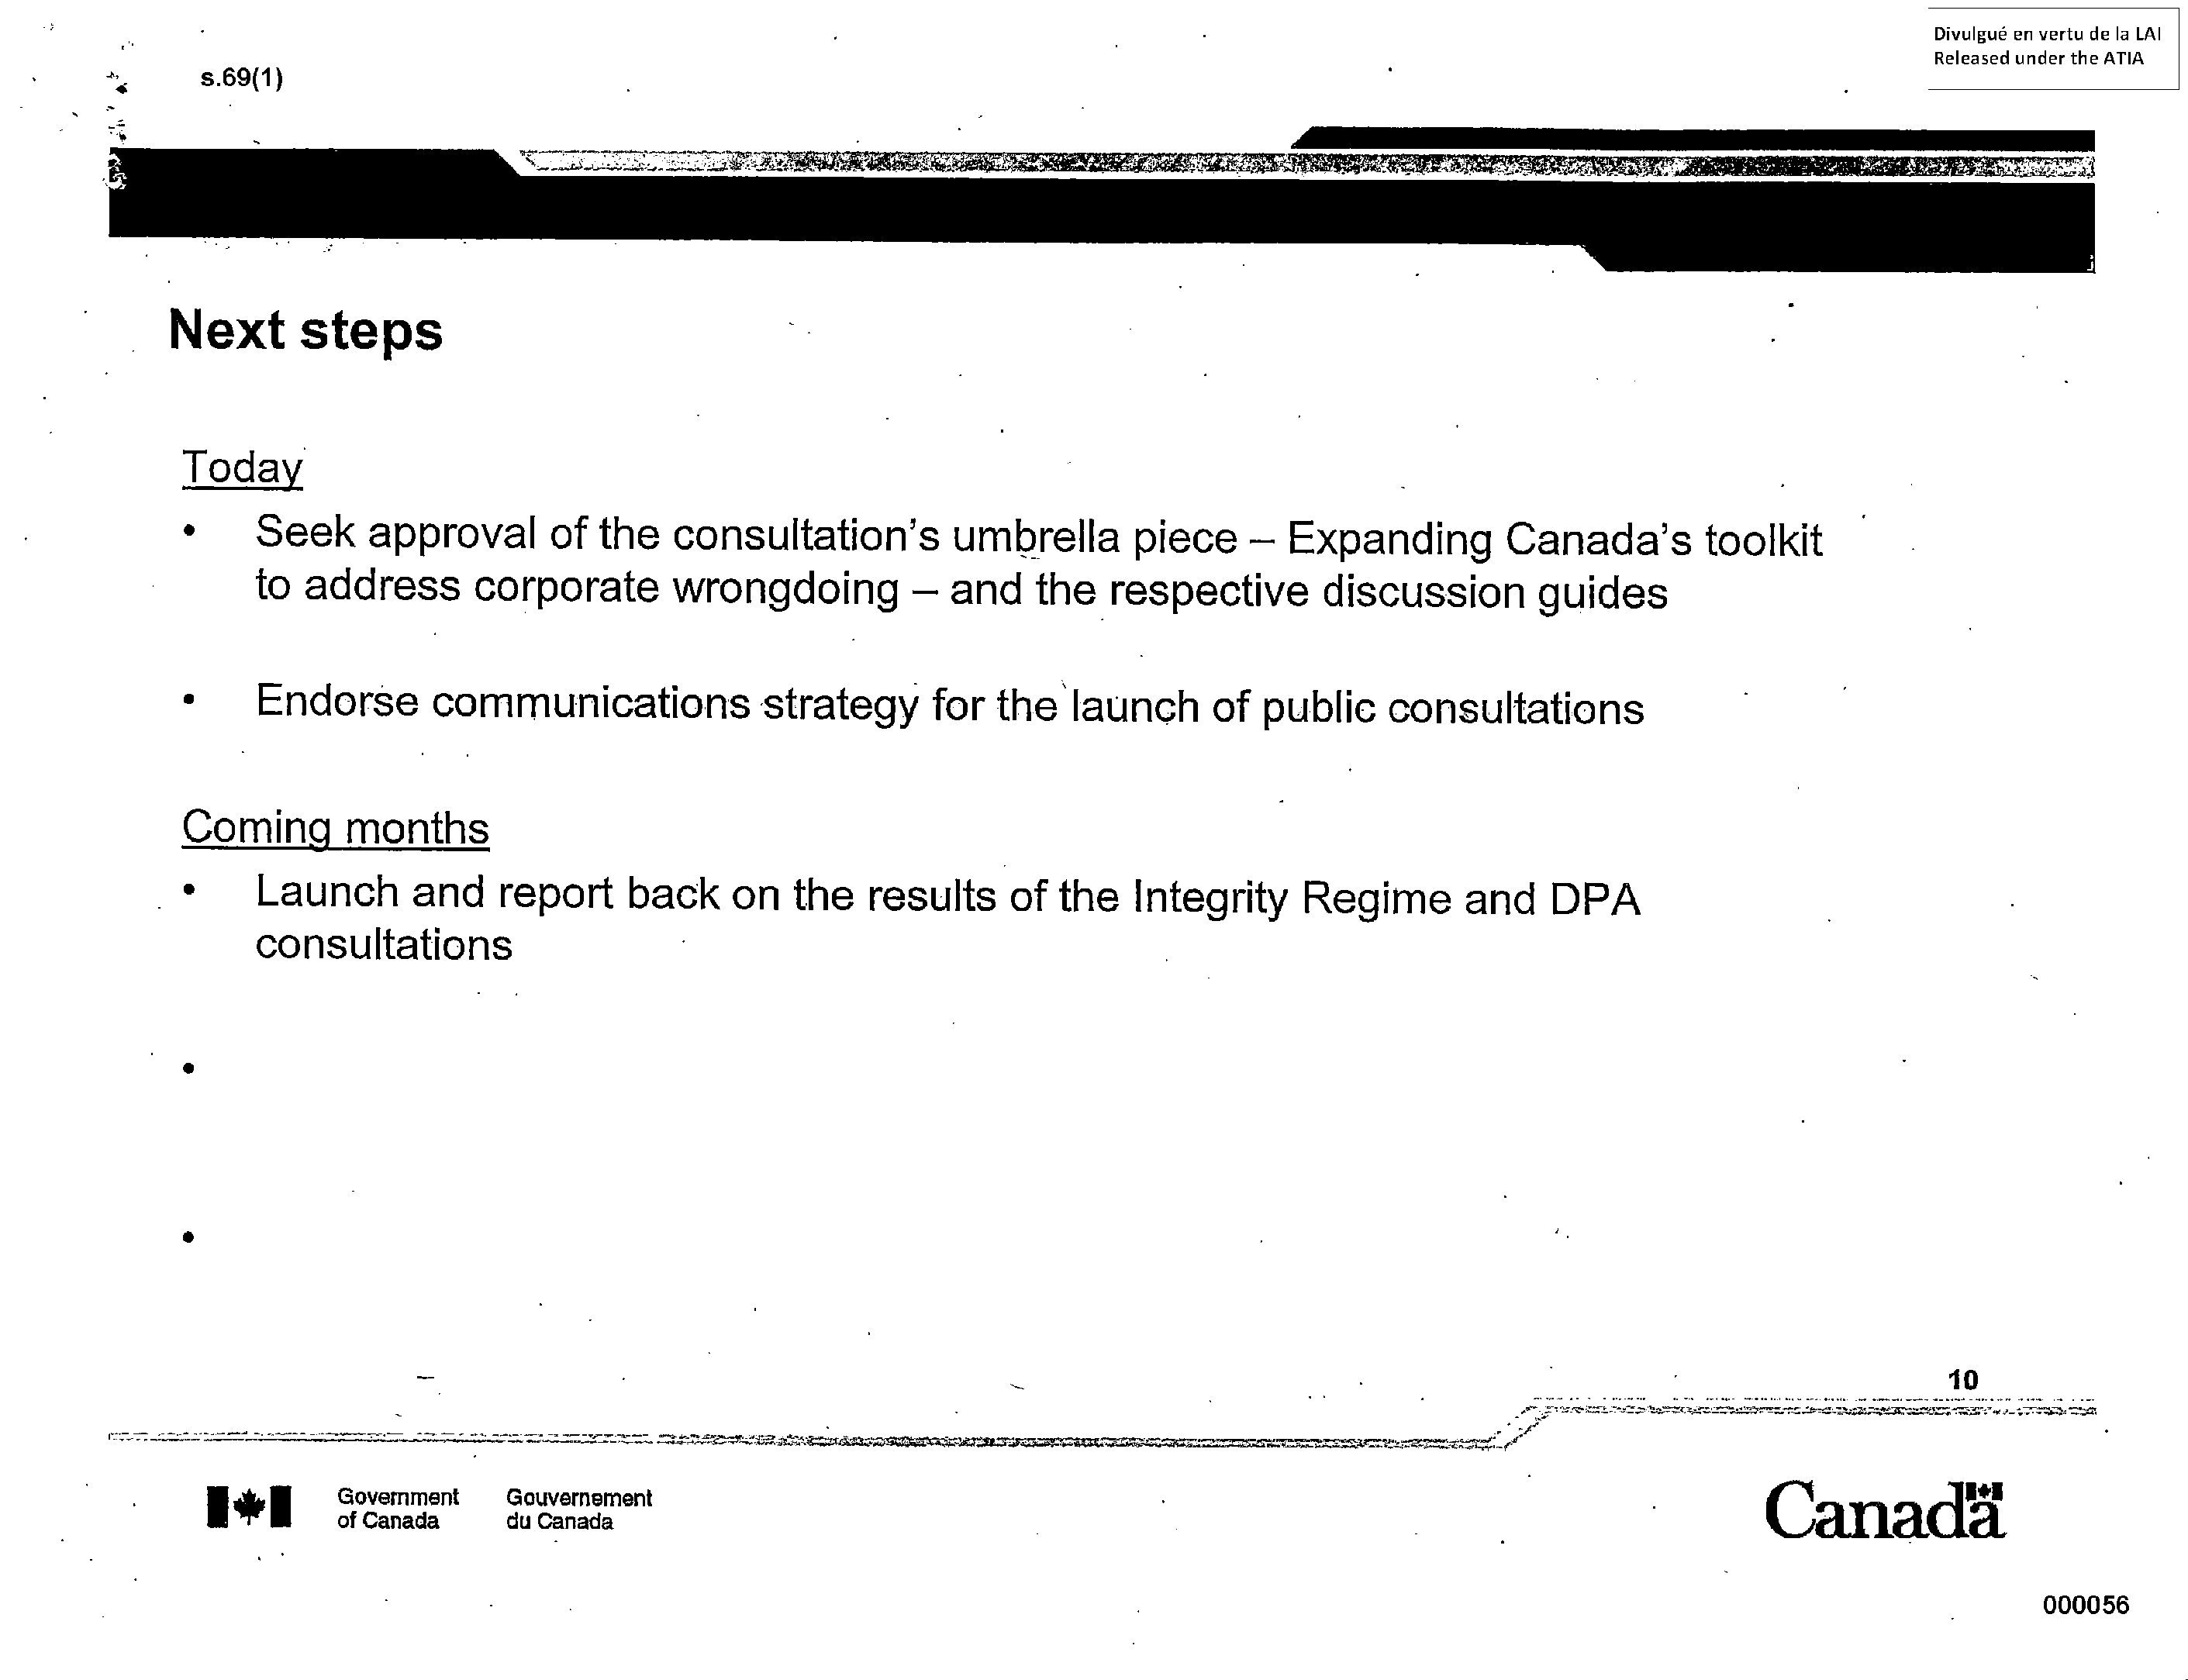 Divulgué en vertu de la LAI
Released under the ATIA
s.69(1)
Next steps
Today
• Seek approval of the consultation's umbrella piece – Expanding Canada's toolkit
to address corporate wrongdoing – and the respective discussion guides
• Endorse communications strategy for the launch of public consultations
Coming months
• Launch and report back on the results of the Integrity Regime and DPA
consultations
•
•
10
Government
of Canada
Gouvernement
du Canada
Canada
000056